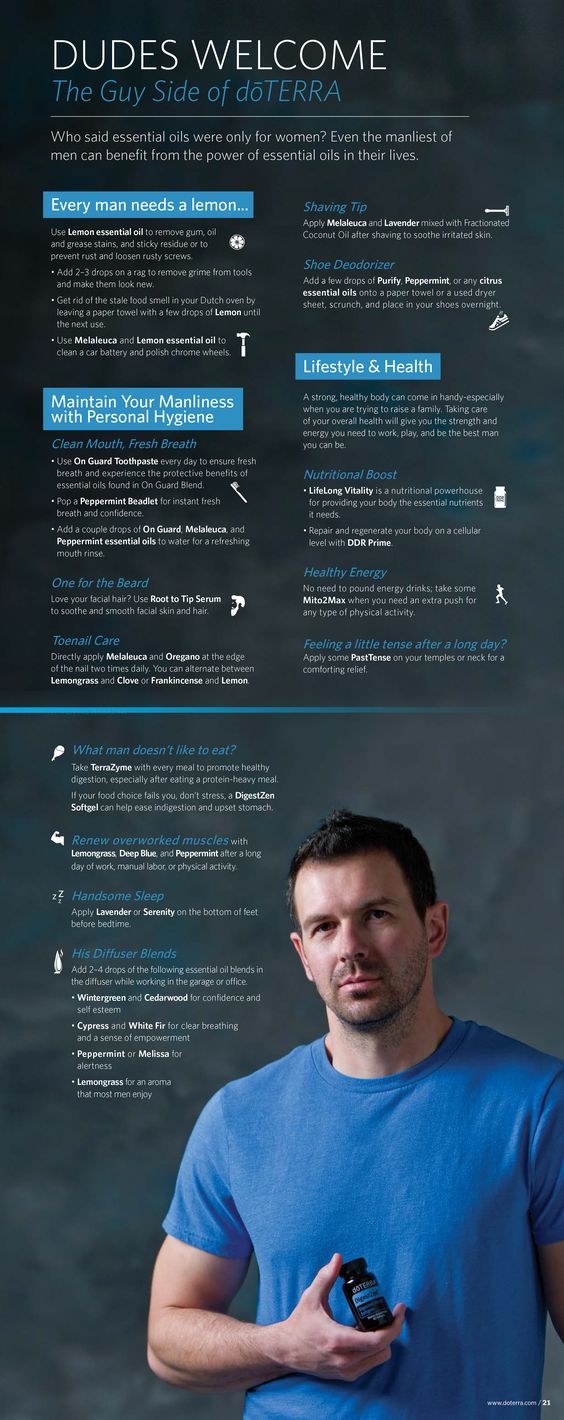 DUDES WELCOME
The Guy Side of dōTERRA
Who said essential oils were only for women? Even the manliest of
men can benefit from the power of essential oils in their lives.
Every man needs a lemon...
Use Lemon essential oil to remove gum, oil
and grease stains, and sticky residue or to
prevent rust and loosen rusty screws.
• Add 2–3 drops on a rag to remove grime from tools
and make them look new.
• Get rid of the stale food smell in your Dutch oven by
leaving a paper towel with a few drops of Lemon until
the next use.
• Use Melaleuca and Lemon essential oil to
clean a car battery and polish chrome wheels.
Maintain Your Manliness
with Personal Hygiene
Clean Mouth, Fresh Breath
• Use On Guard Toothpaste every day to ensure fresh
breath and experience the protective benefits of
essential oils found in On Guard Blend.
• Pop a Peppermint Beadlet for instant fresh
breath and confidence.
• Add a couple drops of On Guard, Melaleuca, and
Peppermint essential oils to water for a refreshing
mouth rinse.
One for the Beard
Love your facial hair? Use Root to Tip Serum
to soothe and smooth facial skin and hair.
Toenail Care
Directly apply Melaleuca and Oregano at the edge
of the nail two times daily. You can alternate between
Lemongrass and Clove or Frankincense and Lemon.
Shaving Tip
Apply Melaleuca and Lavender mixed with Fractionated
Coconut Oil after shaving to soothe irritated skin.
Shoe Deodorizer
Add a few drops of Purify, Peppermint, or any citrus
essential oils onto a paper towel or a used dryer
sheet, scrunch, and place in your shoes overnight.
Lifestyle & Health
A strong, healthy body can come in handy-especially
when you are trying to raise a family. Taking care
of your overall health will give you the strength and
energy you need to work, play, and be the best man
you can be.
Nutritional Boost
• LifeLong Vitality is a nutritional powerhouse
for providing your body the essential nutrients
it needs.
• Repair and regenerate your body on a cellular
level with DDR Prime.
DDR
Healthy Energy
No need to pound energy drinks; take some
Mito2Max when you need an extra push for
any type of physical activity.
Feeling a little tense after a long day?
Apply some PastTense on your temples or neck for a
comforting relief.
What man doesn't like to eat?
Take TerraZyme with every meal to promote healthy
digestion, especially after eating a protein-heavy meal.
If your food choice fails you, don't stress, a DigestZen
Softgel can help ease indigestion and upset stomach.
Renew overworked muscles with
Lemongrass, Deep Blue, and Peppermint after a long
day of work, manual labor, or physical activity.
z Z z
Handsome Sleep
Apply Lavender or Serenity on the bottom of feet
before bedtime.
His Diffuser Blends
Add 2–4 drops of the following essential oil blends in
the diffuser while working in the garage or office.
• Wintergreen and Cedarwood for confidence and
self esteem
• Cypress and White Fir for clear breathing
and a sense of empowerment
• Peppermint or Melissa for
alertness
• Lemongrass for an aroma
that most men enjoy
dōTERRA
DigestZen
www.doterra.com / 21